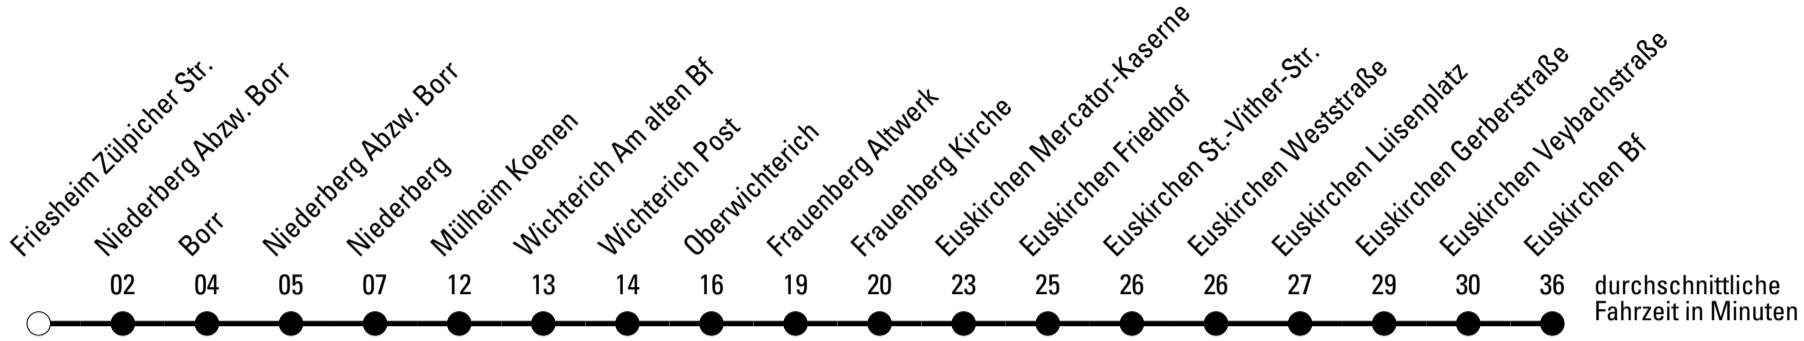 Friesheim Zülpicher Str.
Niederberg Abzw. Borr
Borr
Niederberg Abzw. Borr
Niederberg
Mülheim Koenen
Wichterich Am alten Bf
Wichterich Post
Oberwichterich
Frauenberg Altwerk
Frauenberg Kirche
Euskirchen Mercator-Kaserne
Euskirchen Friedhof
Euskirchen St.-Vither-Str.
Euskirchen Weststraße
Euskirchen Luisenplatz
Euskirchen Gerberstraße
Euskirchen Veybachstraße
Euskirchen Bf
02 04 05 07 12 13 14 16 19 20 23 25 26 26 27 29 30 36
durchschnittliche
Fahrzeit in Minuten